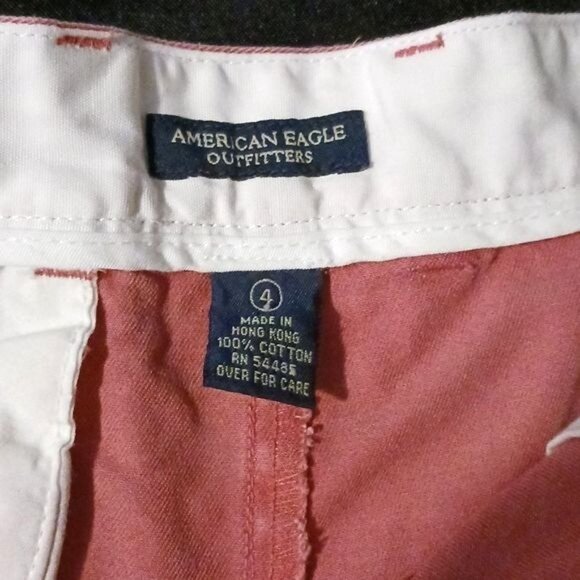 AMERICAN EAGLE
OUTFITTERS
4
MADE IN
HONG KONG
100% COTTON
RN 54485
OVER FOR CARE